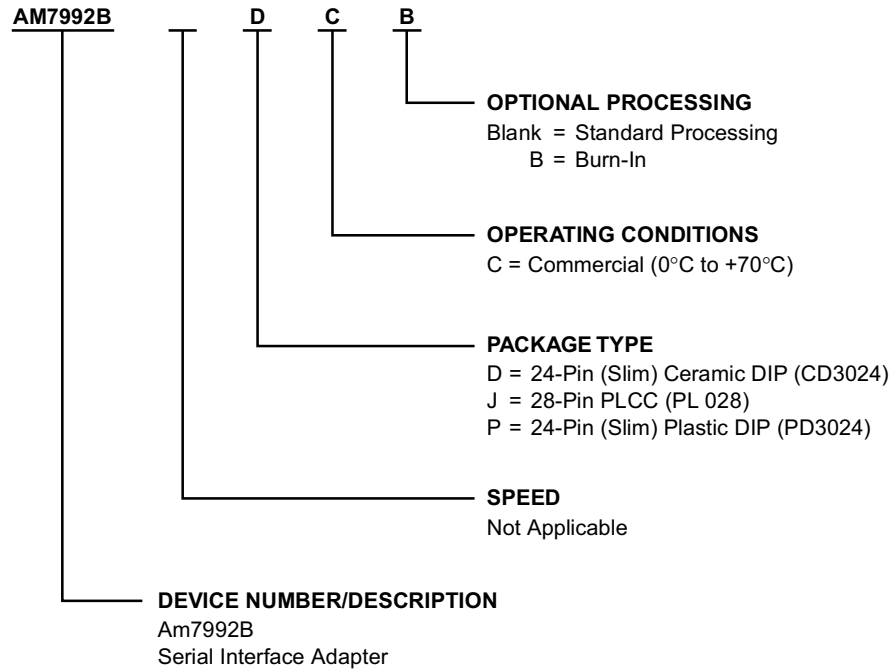 AM7992B D C B
OPTIONAL PROCESSING
Blank = Standard Processing
B = Burn-In
OPERATING CONDITIONS
C = Commercial (0°C to +70°C)
PACKAGE TYPE
D = 24-Pin (Slim) Ceramic DIP (CD3024)
J = 28-Pin PLCC (PL 028)
P = 24-Pin (Slim) Plastic DIP (PD3024)
SPEED
Not Applicable
DEVICE NUMBER/DESCRIPTION
Am7992B
Serial Interface Adapter